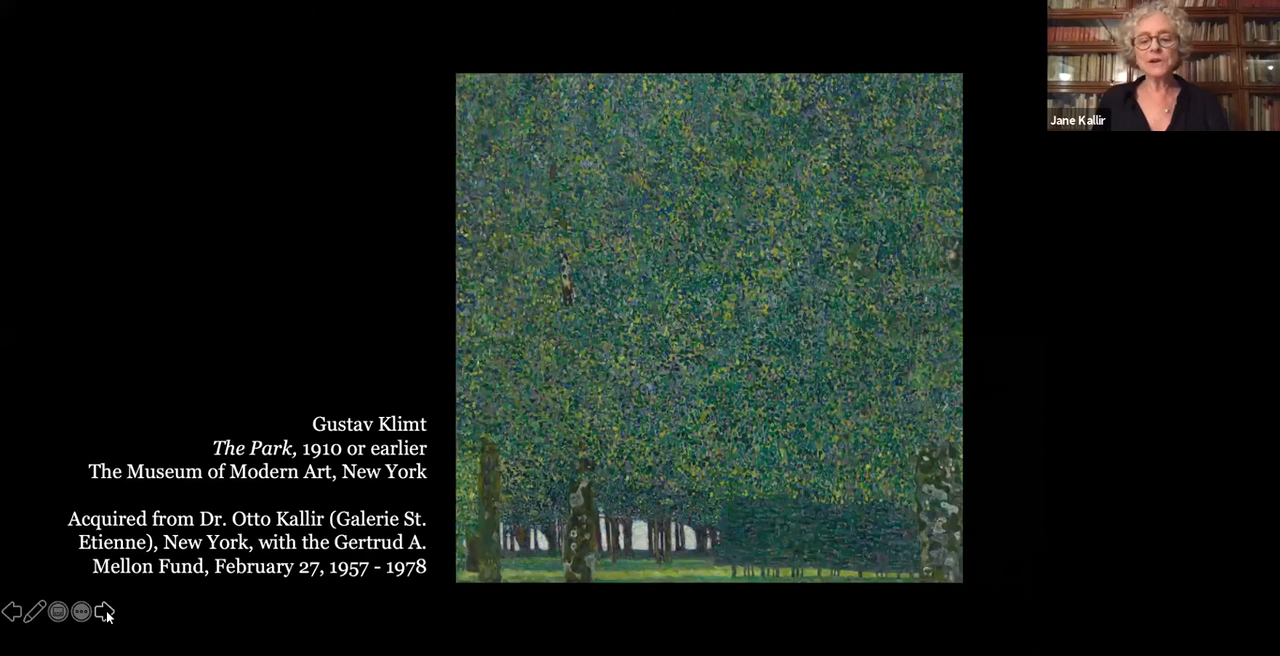 Jane Kallir
Gustav Klimt
The Park, 1910 or earlier
The Museum of Modern Art, New York
Acquired from Dr. Otto Kallir (Galerie St.
Etienne), New York, with the Gertrud A.
Mellon Fund, February 27, 1957 - 1978